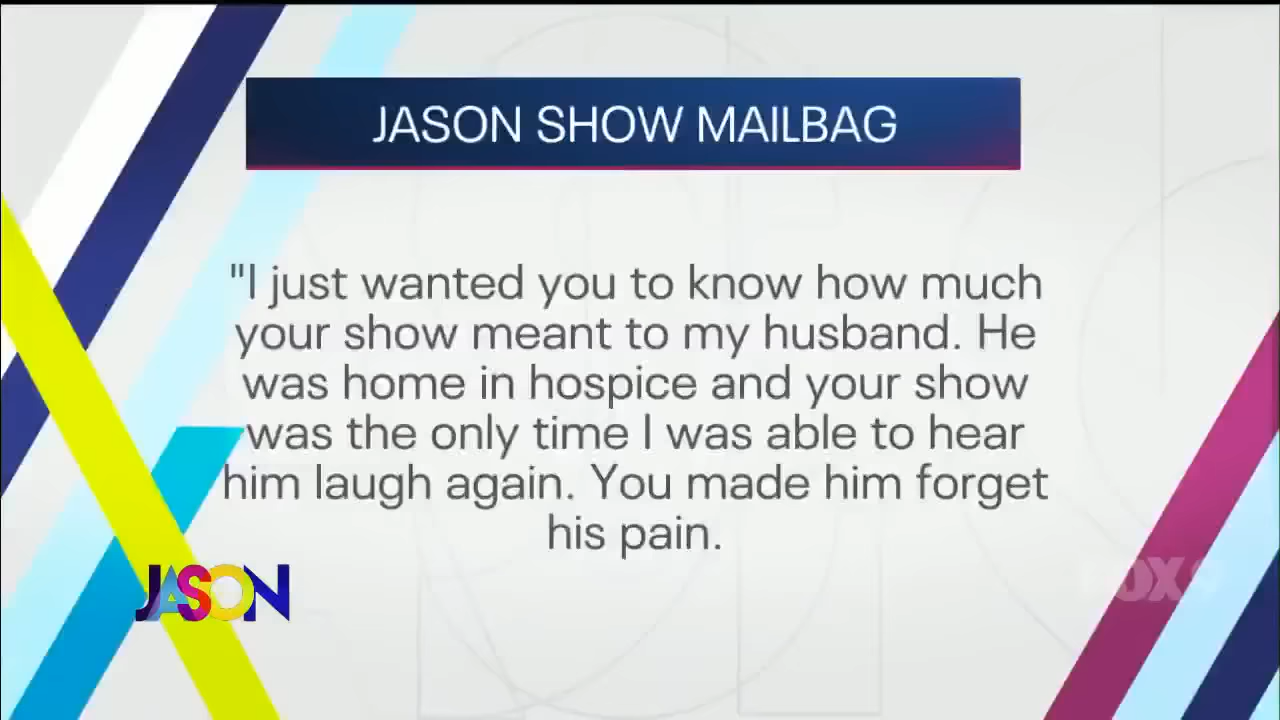 JASON SHOW MAILBAG
"I just wanted you to know how much
your show meant to my husband. He
was home in hospice and your show
was the only time I was able to hear
him laugh again. You made him forget
his pain.
JASON
FOX 9